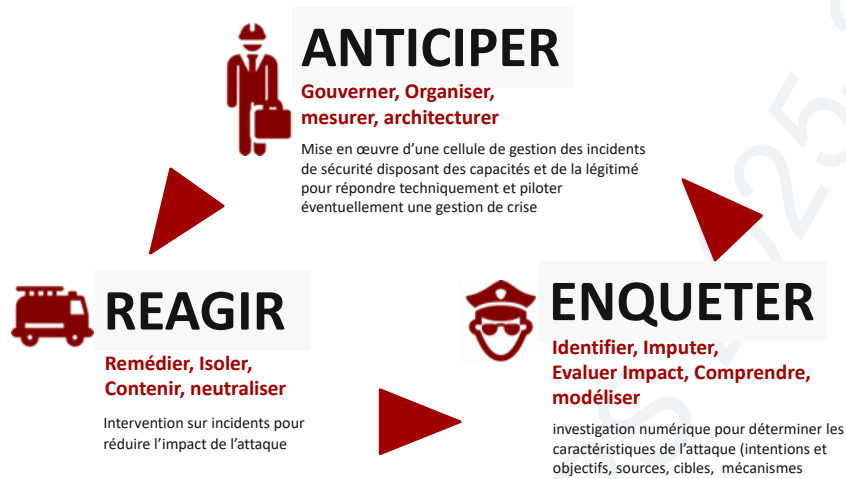 ANTICIPER
Gouverner, Organiser,
mesurer, architecturer
Mise en œuvre d’une cellule de gestion des incidents
de sécurité disposant des capacités et de la légitimé
pour répondre techniquement et piloter
éventuellement une gestion de crise
REAGIR
Remédier, Isoler,
Contenir, neutraliser
Intervention sur incidents pour
réduire l’impact de l’attaque
ENQUETER
Identifier, Imputer,
Evaluer Impact, Comprendre,
modéliser
investigation numérique pour déterminer les
caractéristiques de l’attaque (intentions et
objectifs, sources, cibles, mécanismes